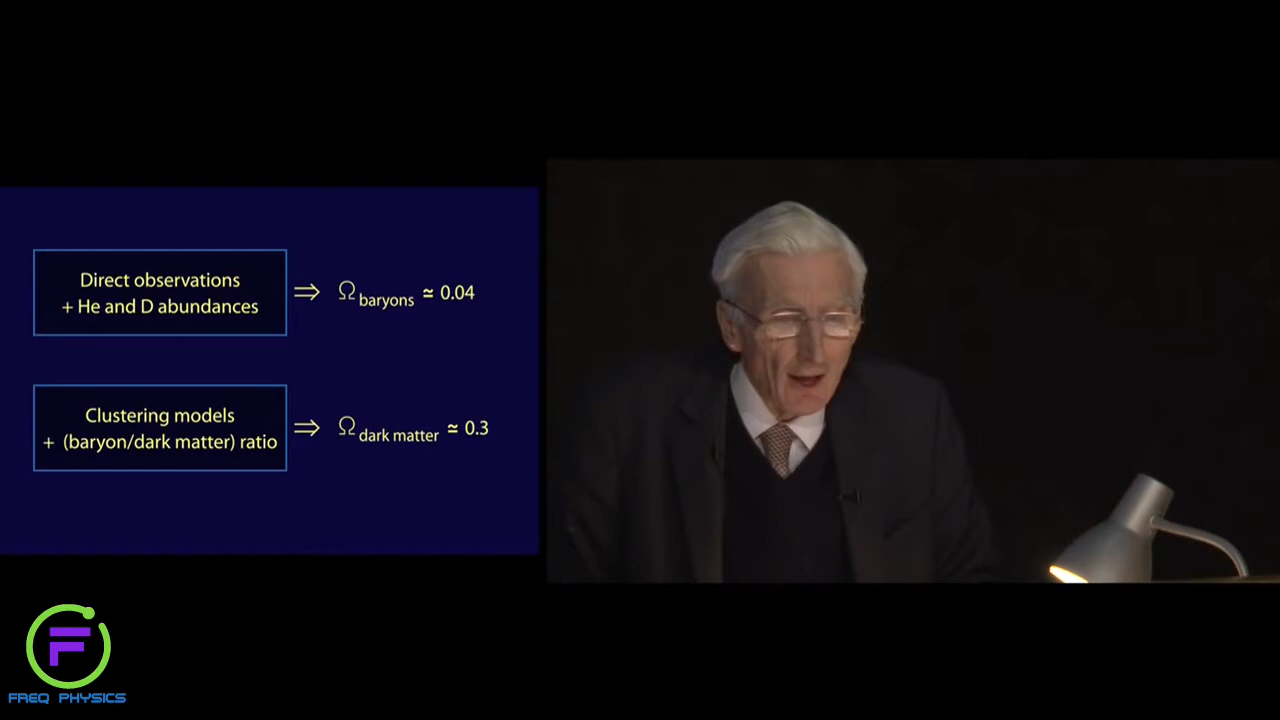 Direct observations
+ He and D abundances
⇒ Ω baryons ≃ 0.04
Clustering models
+ (baryon/dark matter) ratio
⇒ Ω dark matter ≃ 0.3
F
FREQ PHYSICS